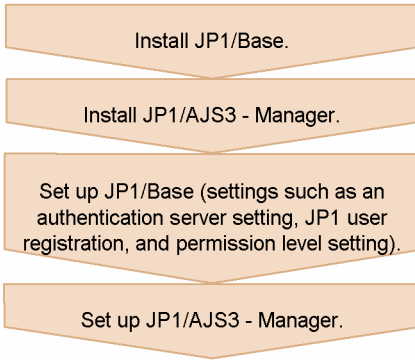 Install JP1/Base.
Install JP1/AJS3 - Manager.
Set up JP1/Base (settings such as an
authentication server setting, JP1 user
registration, and permission level setting).
Set up JP1/AJS3 - Manager.